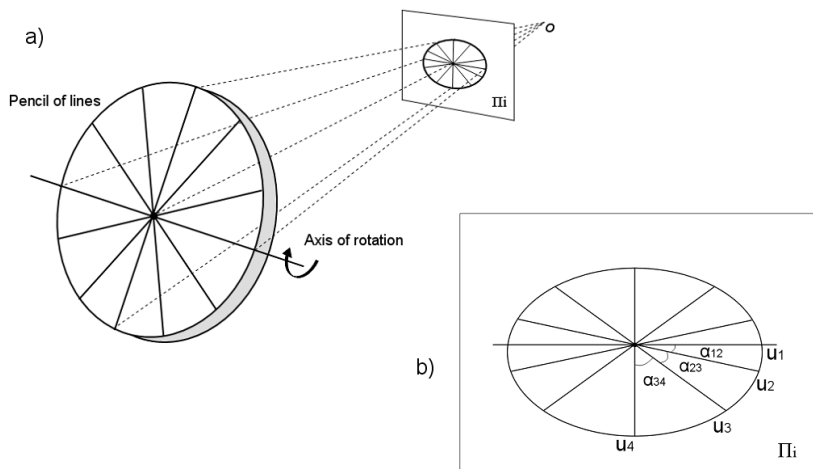 a)
O
Πi
Pencil of lines
Axis of rotation
b)
α12
u1
α23
u2
α34
u3
u4
Πi